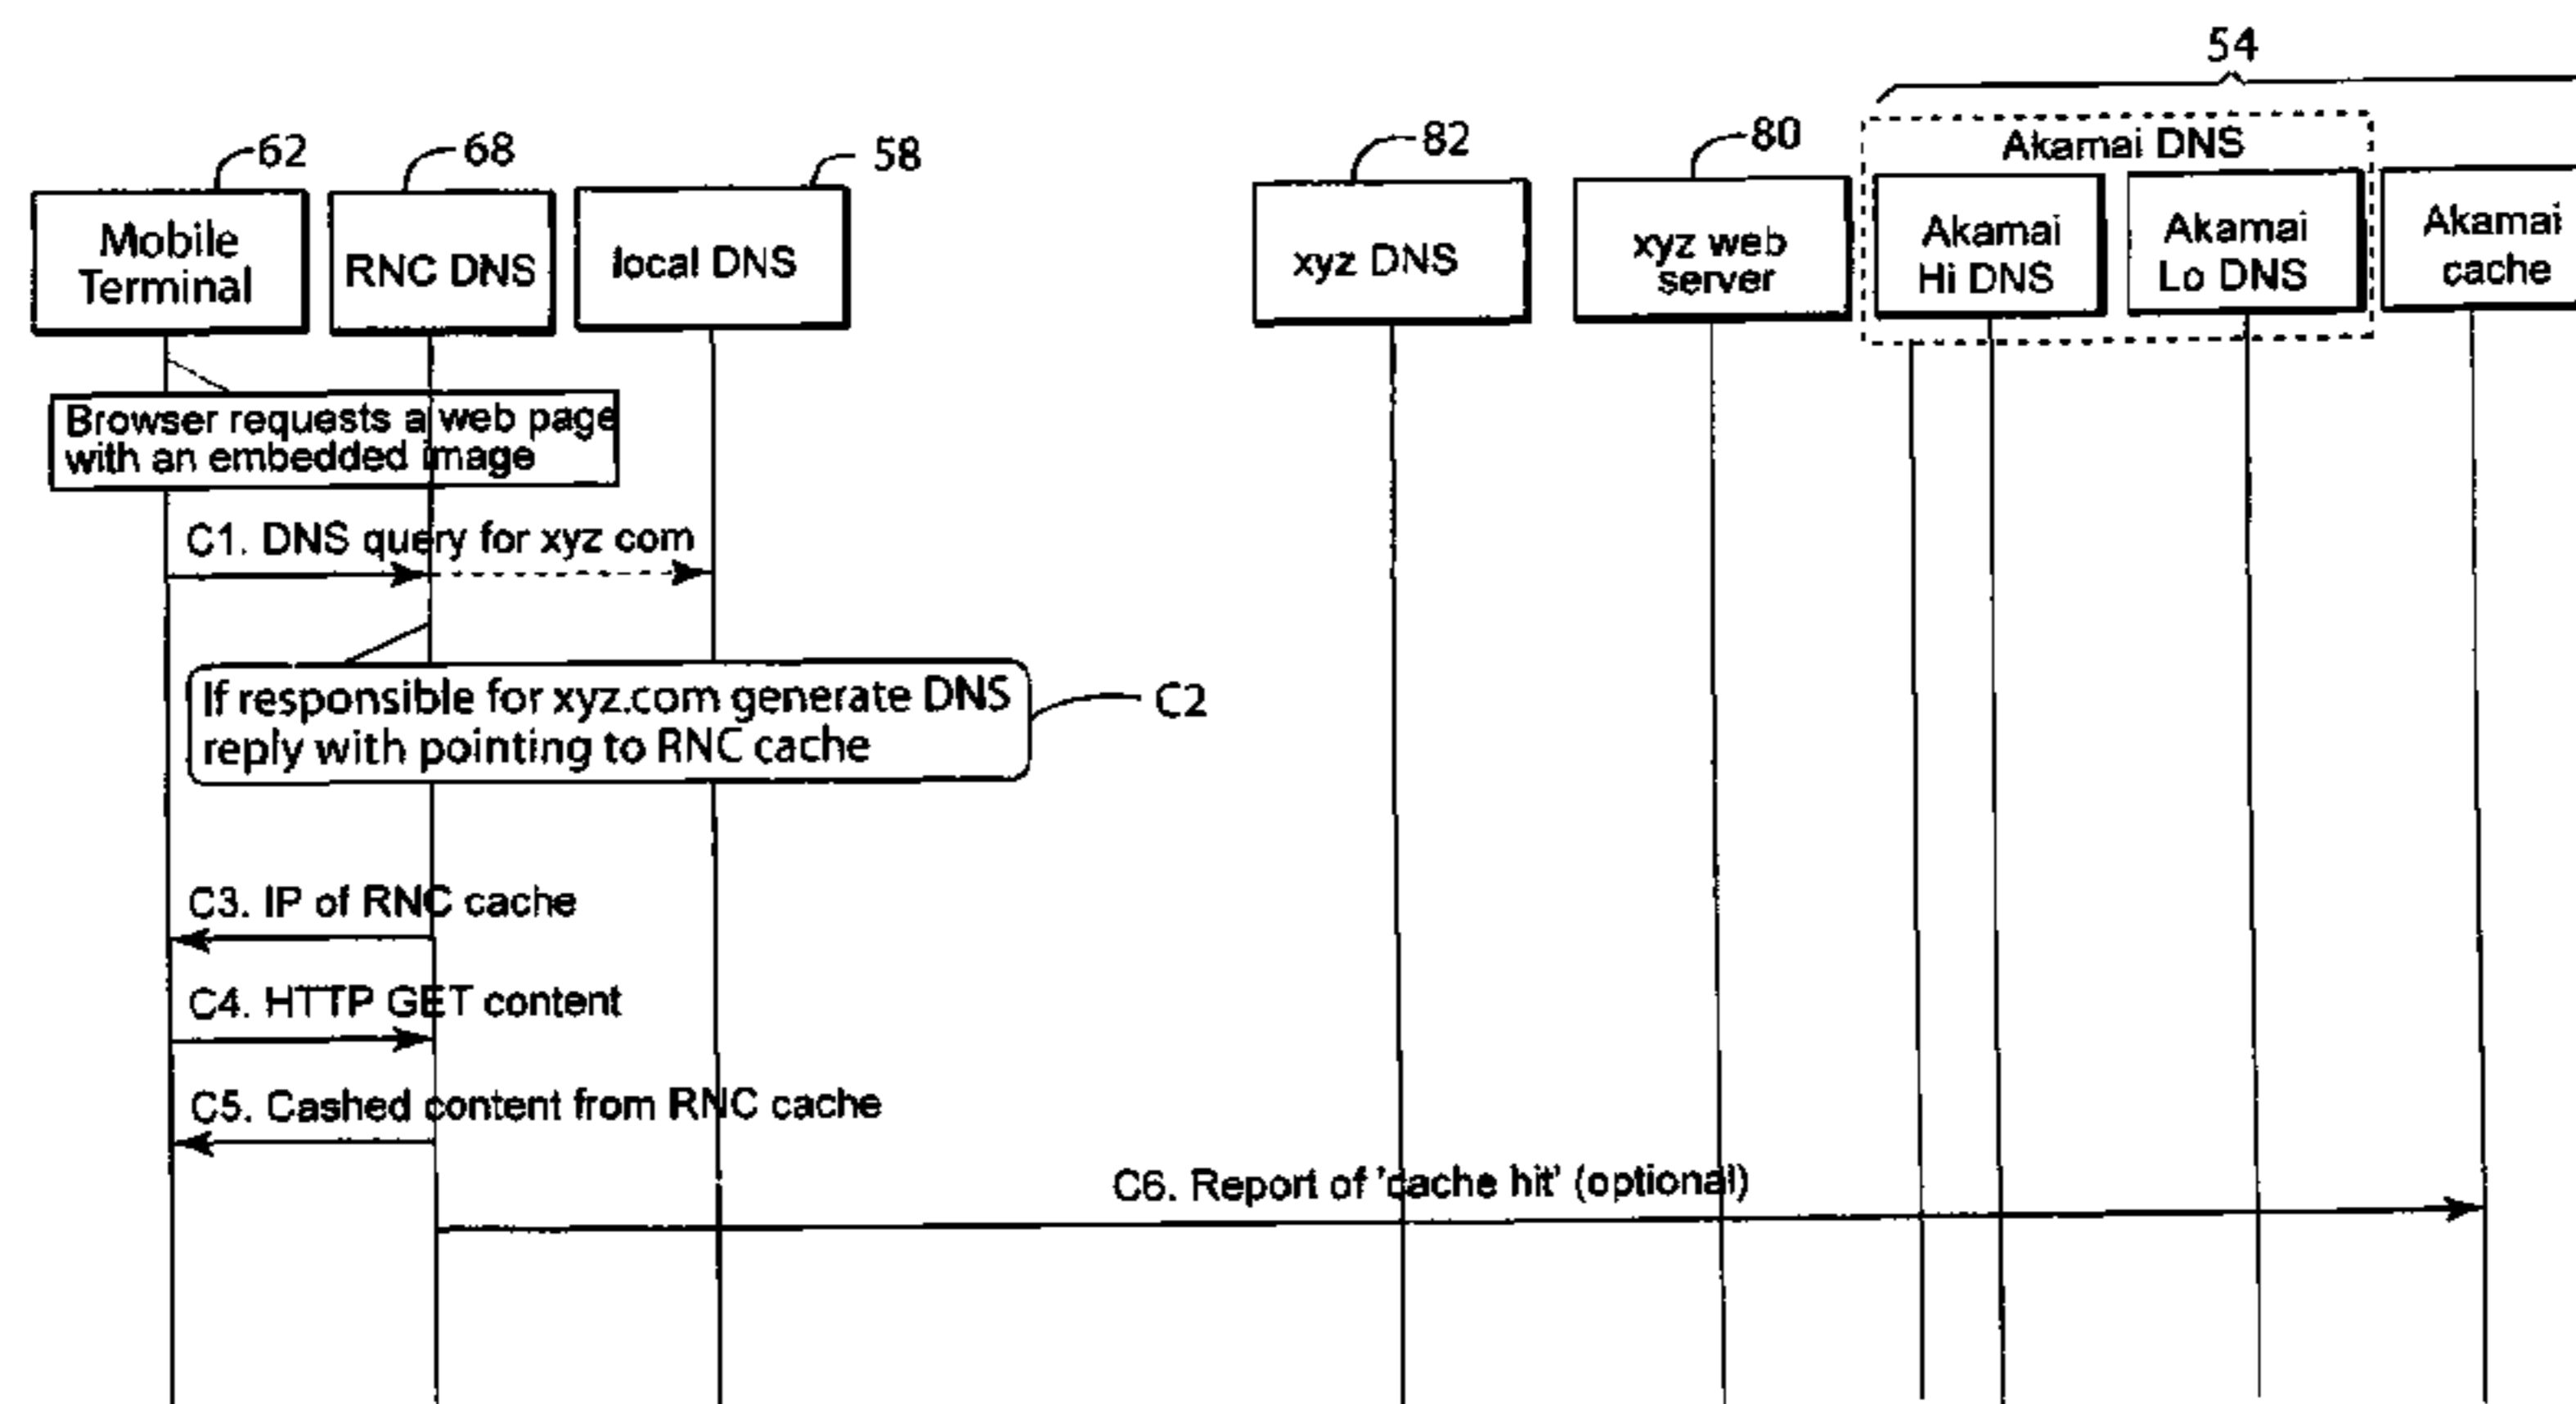 54
62
68
58
82
80
Akamai DNS
Mobile
Terminal
RNC DNS
local DNS
xyz DNS
xyz web
server
Akamai
Hi DNS
Akamai
Lo DNS
Akamai
cache
Browser requests a web page
with an embedded image
C1. DNS query for xyz com
If responsible for xyz.com generate DNS
reply with pointing to RNC cache
C2
C3. IP of RNC cache
C4. HTTP GET content
C5. Cashed content from RNC cache
C6. Report of 'cache hit' (optional)